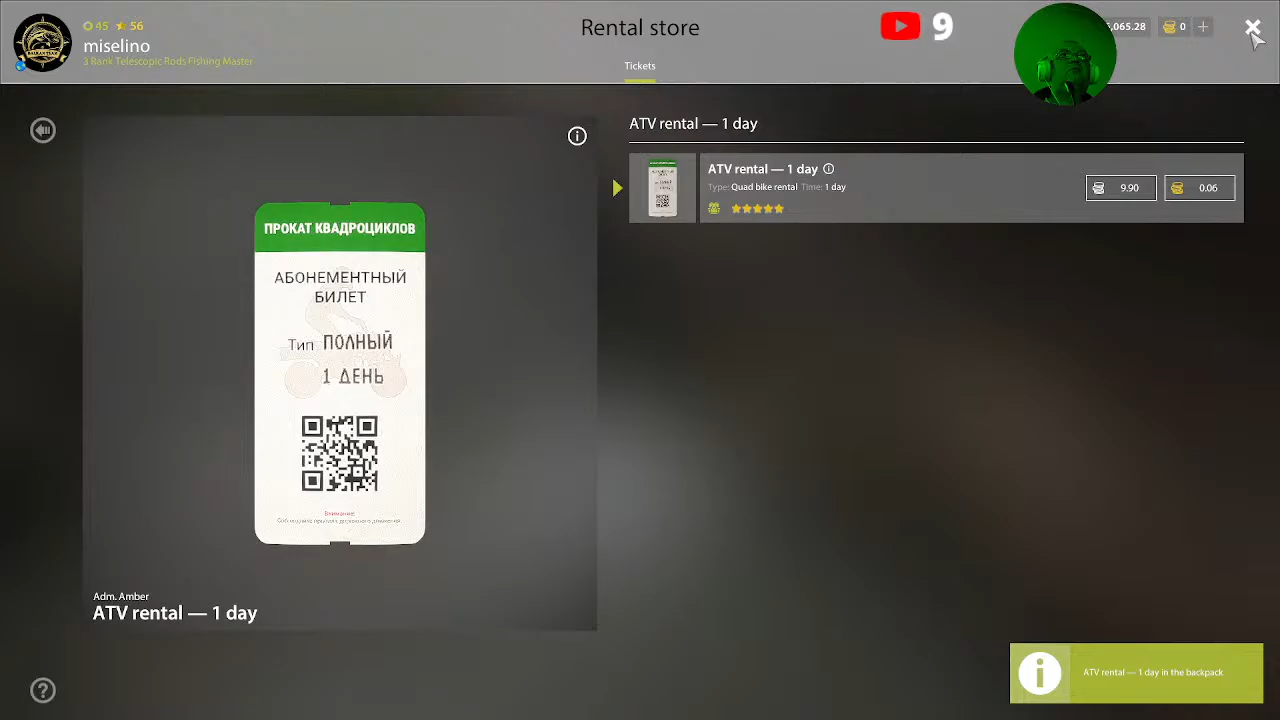 45 56
miselino
3 Rank Telescopic Rods Fishing Master
Rental store
Tickets
9
,065.28
0
ATV rental — 1 day
ATV rental — 1 day
Type: Quad bike rental Time: 1 day
9.90
0.06
ПРОКАТ КВАДРОЦИКЛОВ
АБОНЕМЕНТНЫЙ
БИЛЕТ
Тип ПОЛНЫЙ
1 ДЕНЬ
Внимание
Adm. Amber
ATV rental — 1 day
ATV rental — 1 day in the backpack